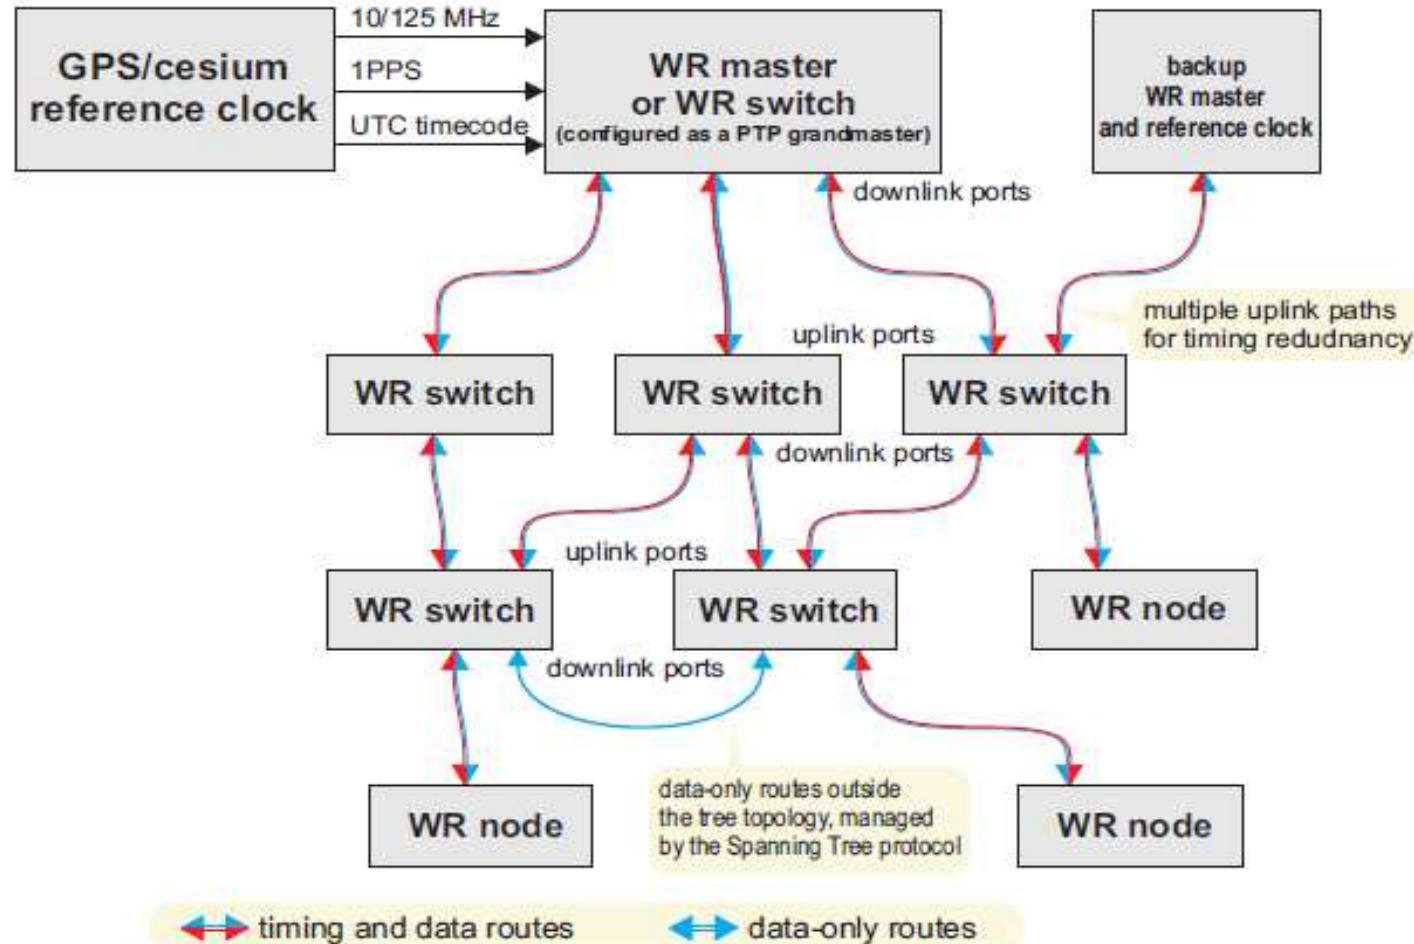 10/125 MHz
GPS/cesium
reference clock
1PPS
UTC timecode
WR master
or WR switch
(configured as a PTP grandmaster)
backup
WR master
and reference clock
downlink ports
multiple uplink paths
for timing redudnancy
uplink ports
WR switch
WR switch
WR switch
downlink ports
uplink ports
WR switch
WR switch
WR node
downlink ports
data-only routes outside
the tree topology, managed
by the Spanning Tree protocol
WR node
WR node
timing and data routes
data-only routes